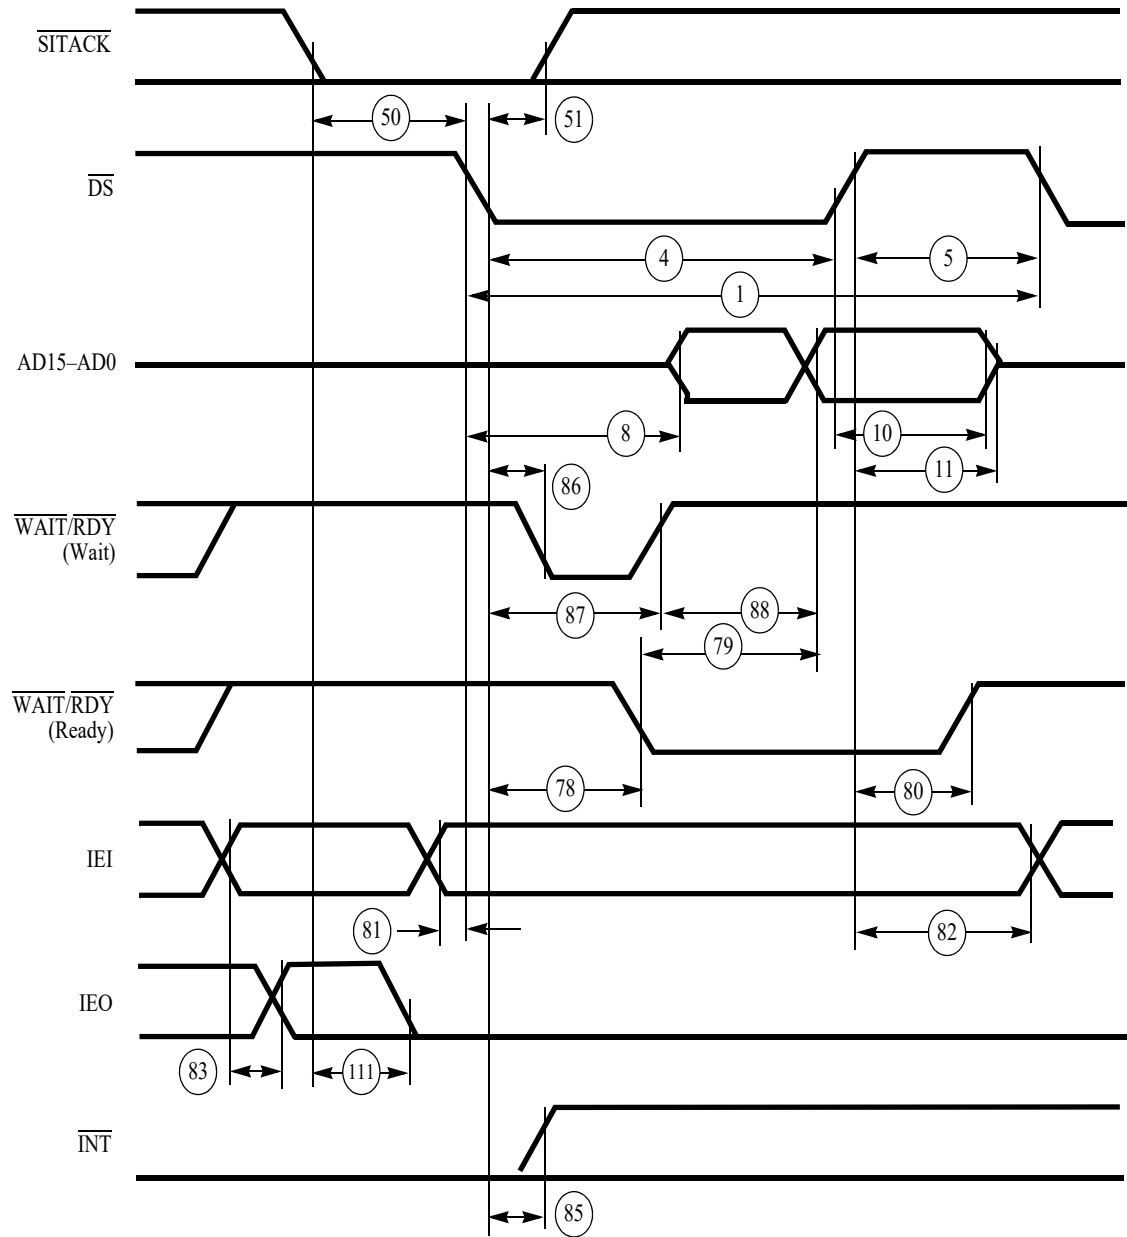 SITACK
50
51
DS
4
5
1
AD15–AD0
8
10
11
86
WAIT/RDY
(Wait)
87
88
79
WAIT/RDY
(Ready)
78
80
IEI
81
82
IEO
83
111
INT
85